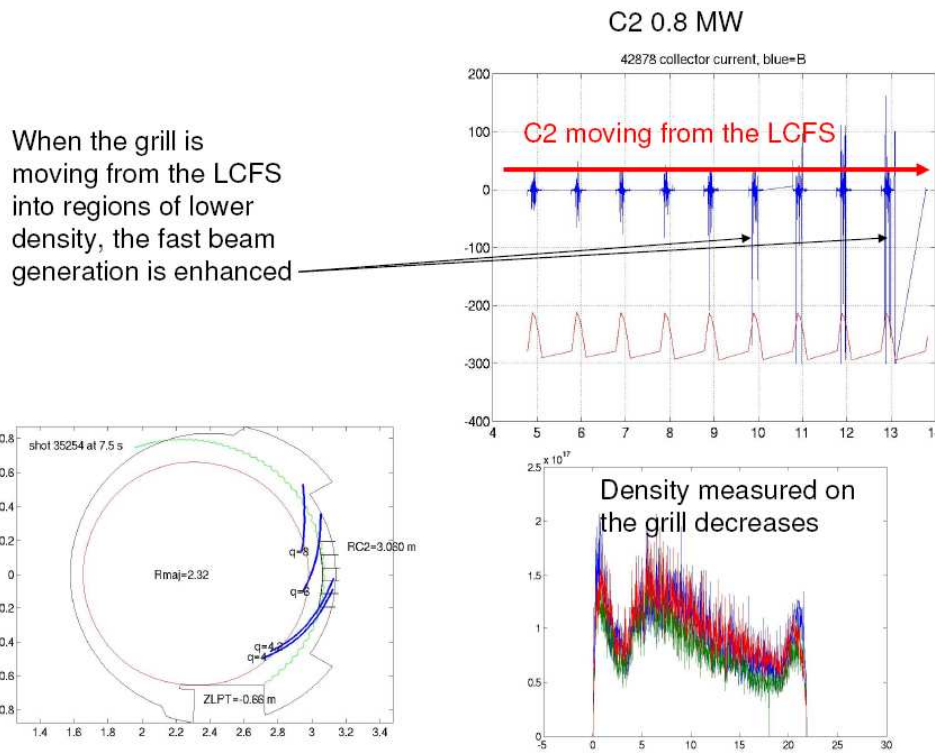 C2 0.8 MW
42878 collector current, blue=B
When the grill is
moving from the LCFS
into regions of lower
density, the fast beam
generation is enhanced
C2 moving from the LCFS
200
100
0
-100
-200
-300
-400
4 5 6 7 8 9 10 11 12 13 14
shot 35254 at 7.5 s
0.8
0.6
0.4
0.2
0
0.2
0.4
0.6
0.8
q=8
RC2=3.080 m
Rmaj=2.32
q=6
q=4.2
q=4
ZLPT=-0.66 m
1.4 1.6 1.8 2 2.2 2.4 2.6 2.8 3 3.2 3.4
x 10^17
Density measured on
the grill decreases
2.5
2
1.5
1
0.5
0
-5 0 5 10 15 20 25 30